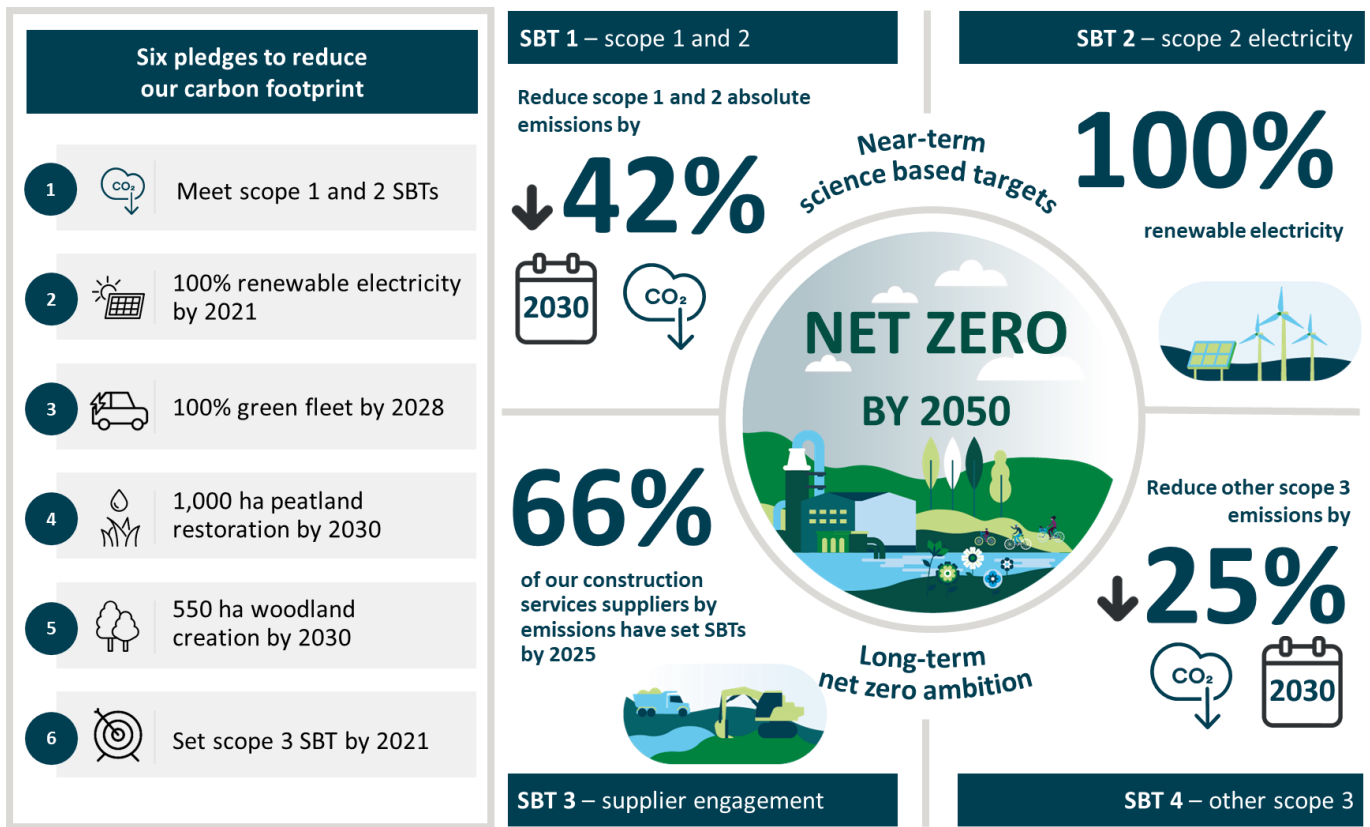 Six pledges to reduce
our carbon footprint
1
CO₂
Meet scope 1 and 2 SBTs
2
100% renewable electricity
by 2021
3
100% green fleet by 2028
4
1,000 ha peatland
restoration by 2030
5
550 ha woodland
creation by 2030
6
Set scope 3 SBT by 2021
SBT 1 – scope 1 and 2
Reduce scope 1 and 2 absolute
emissions by
42%
2030
CO₂
SBT 2 – scope 2 electricity
100%
renewable electricity
Near-term
science based targets
NET ZERO
BY 2050
Long-term
net zero ambition
66%
of our construction
services suppliers by
emissions have set SBTs
by 2025
SBT 3 – supplier engagement
Reduce other scope 3
emissions by
25%
CO₂
2030
SBT 4 – other scope 3